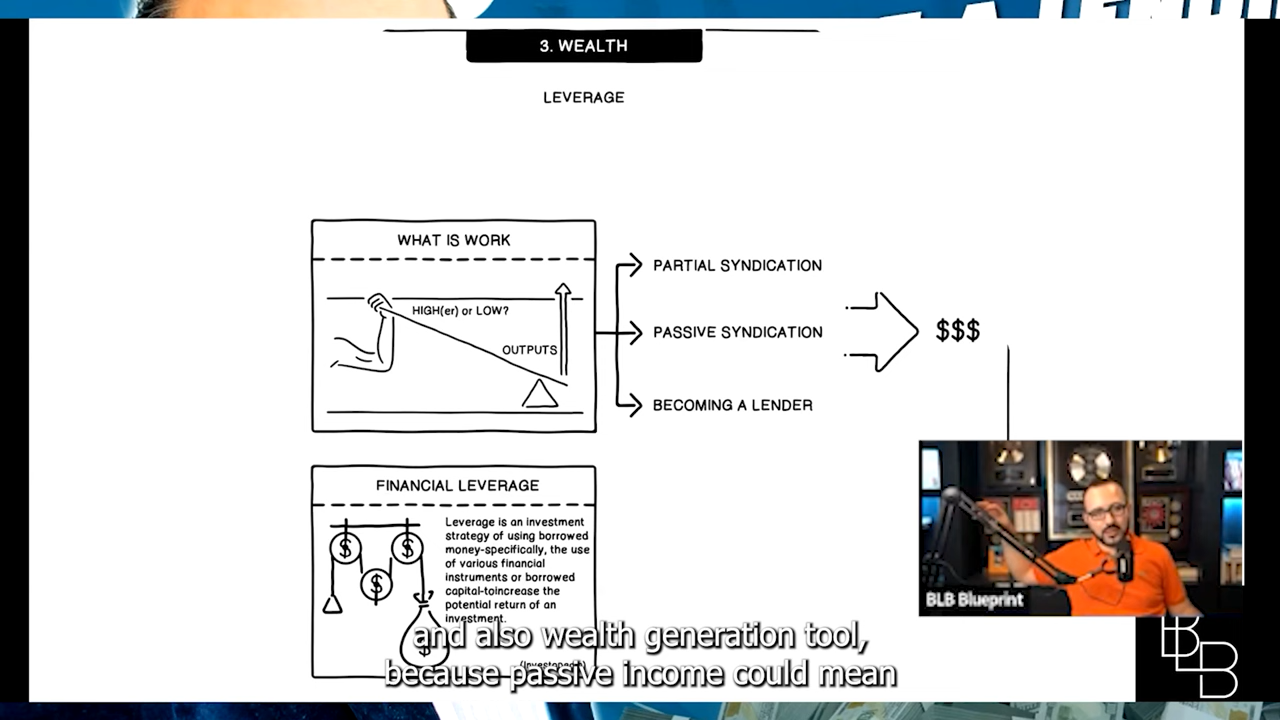 3. WEALTH
LEVERAGE
WHAT IS WORK
HIGH(er) or LOW?
OUTPUTS
PARTIAL SYNDICATION
PASSIVE SYNDICATION
BECOMING A LENDER
$$$
FINANCIAL LEVERAGE
$ $
$
$
Leverage is an investment
strategy of using borrowed
money-specifically, the use
of various financial
instruments or borrowed
capital-toincrease the
potential return of an
investment.
BLB Blueprint
and also wealth generation tool,
because passive income could mean
BLB